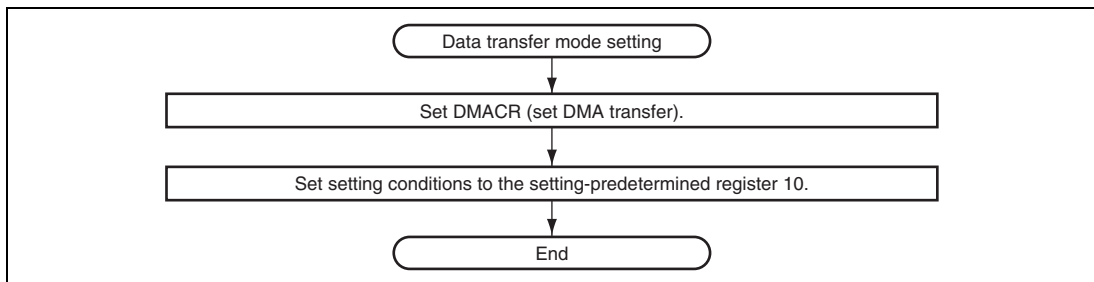 Data transfer mode setting
Set DMACR (set DMA transfer).
Set setting conditions to the setting-predetermined register 10.
End